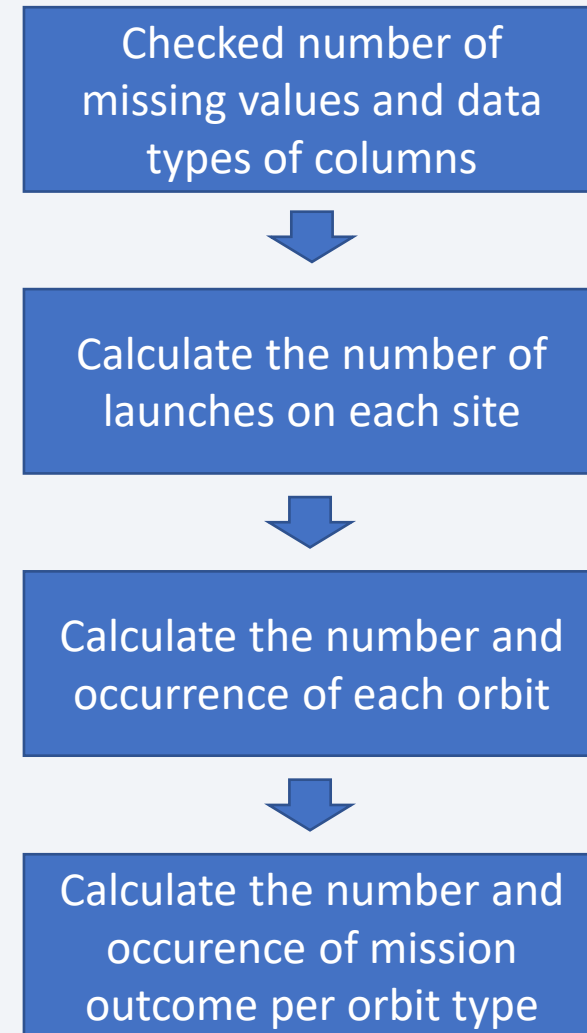 Checked number of
missing values and data
types of columns
Calculate the number of
launches on each site
Calculate the number and
occurrence of each orbit
Calculate the number and
occurence of mission
outcome per orbit type